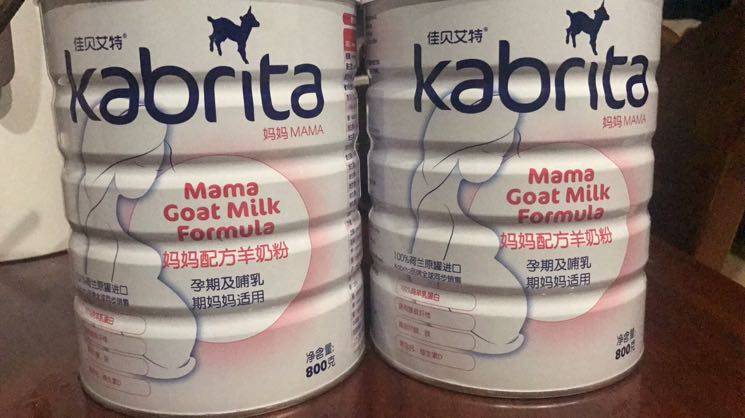 佳贝艾特
kabrita
妈妈 MAMA
Mama
Goat Milk
Formula
妈妈配方羊奶粉
孕期及哺乳
期妈妈适用
净含量:
800克
佳贝艾特
kabrita
妈妈 MAMA
Mama
Goat Milk
Formula
妈妈配方羊奶粉
100%荷兰原罐进口
孕期及哺乳
期妈妈适用
净含量:
800克